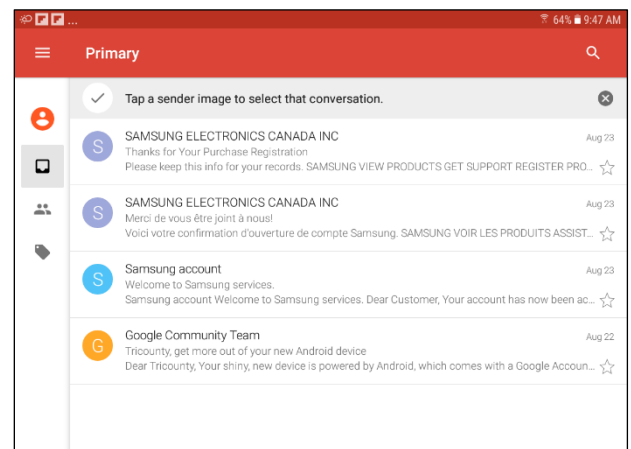 ... 64% 9:47 AM
Primary
Tap a sender image to select that conversation.
S SAMSUNG ELECTRONICS CANADA INC Aug 23
Thanks for Your Purchase Registration
Please keep this info for your records. SAMSUNG VIEW PRODUCTS GET SUPPORT REGISTER PRO...
S SAMSUNG ELECTRONICS CANADA INC Aug 23
Merci de vous être joint à nous!
Voici votre confirmation d'ouverture de compte Samsung. SAMSUNG VOIR LES PRODUITS ASSIST...
S Samsung account Aug 23
Welcome to Samsung services.
Samsung account Welcome to Samsung services. Dear Customer, Your account has now been ac...
G Google Community Team Aug 22
Tricounty, get more out of your new Android device
Dear Tricounty, Your shiny, new device is powered by Android, which comes with a Google Accoun...